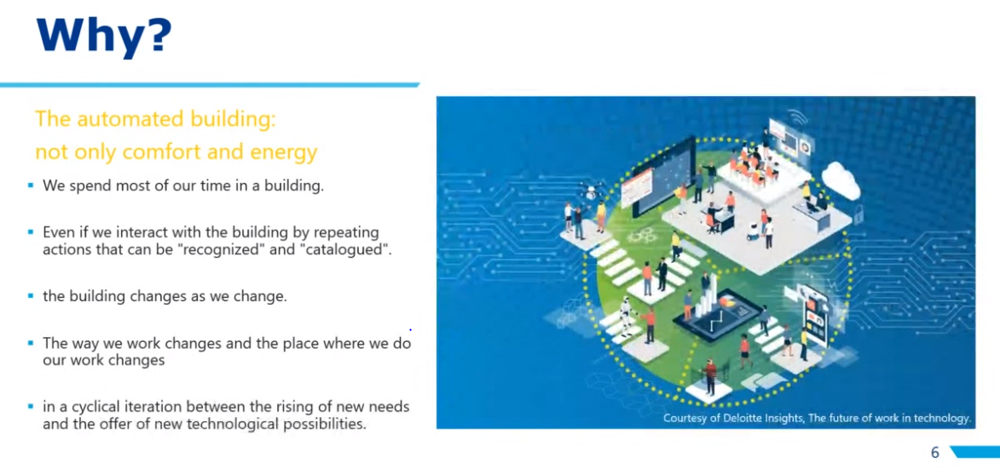 Why?
The automated building:
not only comfort and energy
▪ We spend most of our time in a building.
▪ Even if we interact with the building by repeating
actions that can be "recognized" and "catalogued".
▪ the building changes as we change.
▪ The way we work changes and the place where we do
our work changes
▪ in a cyclical iteration between the rising of new needs
and the offer of new technological possibilities.
Courtesy of Deloitte Insights, The future of work in technology.
6